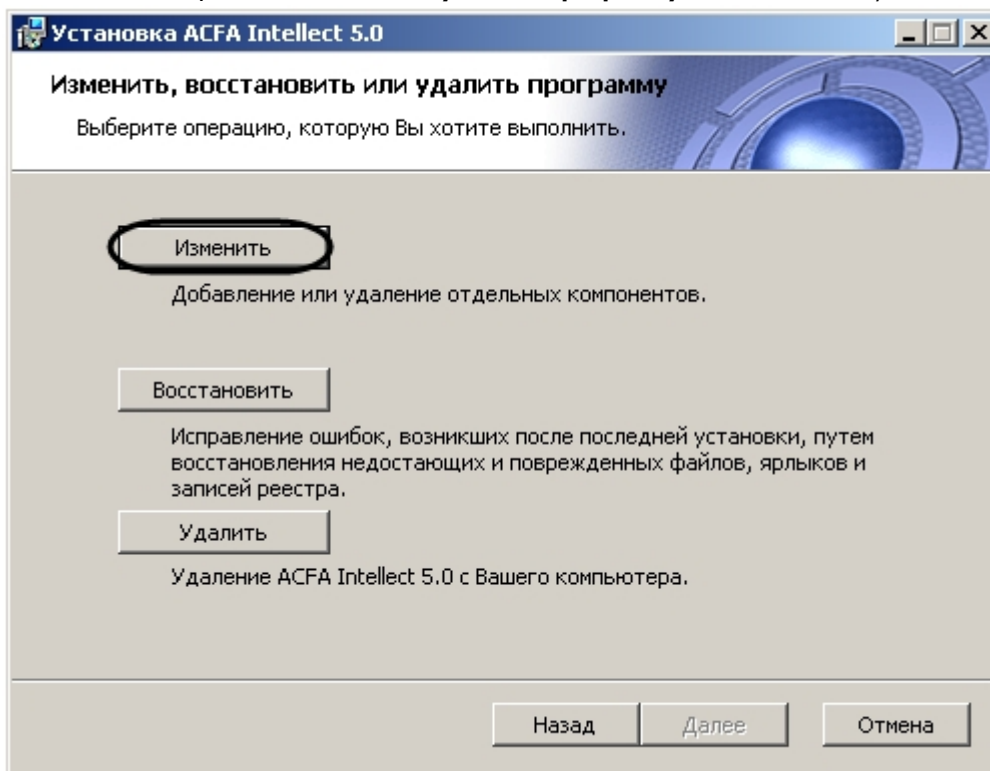 Установка ACFA Intellect 5.0
Изменить, восстановить или удалить программу
Выберите операцию, которую Вы хотите выполнить.
Изменить
Добавление или удаление отдельных компонентов.
Восстановить
Исправление ошибок, возникших после последней установки, путем
восстановления недостающих и поврежденных файлов, ярлыков и
записей реестра.
Удалить
Удаление ACFA Intellect 5.0 с Вашего компьютера.
Назад
Далее
Отмена